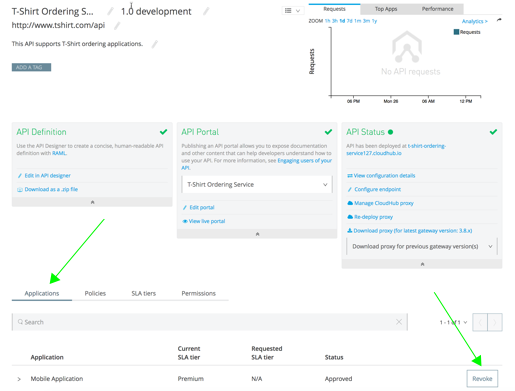 T-Shirt Ordering S... 1.0 development
http://www.tshirt.com/api
This API supports T-Shirt ordering applications.
ADD A TAG
Requests Top Apps Performance
ZOOM 1h 3h 1d 7d 1m 3m 1y Analytics >
Requests
Requests
No API requests
06 PM Mon 26 06 AM 12 PM
API Definition
Use the API Designer to create a concise, human-readable API
definition with RAML.
Edit in API designer
Download as a .zip file
API Portal
Publishing an API portal allows you to expose documentation
and other content that can help developers understand how to
use your API. For more information, see Engaging users of your
API.
T-Shirt Ordering Service
Edit portal
View live portal
API Status
API has been deployed at t-shirt-ordering-
service127.cloudhub.io
View configuration details
Configure endpoint
Manage CloudHub proxy
Re-deploy proxy
Download proxy (for latest gateway version: 3.8.x)
Download proxy for previous gateway version(s)
Applications Policies SLA tiers Permissions
Search
1 - 1 of 1
Application Current SLA tier Requested SLA tier Status
Mobile Application Premium N/A Approved Revoke